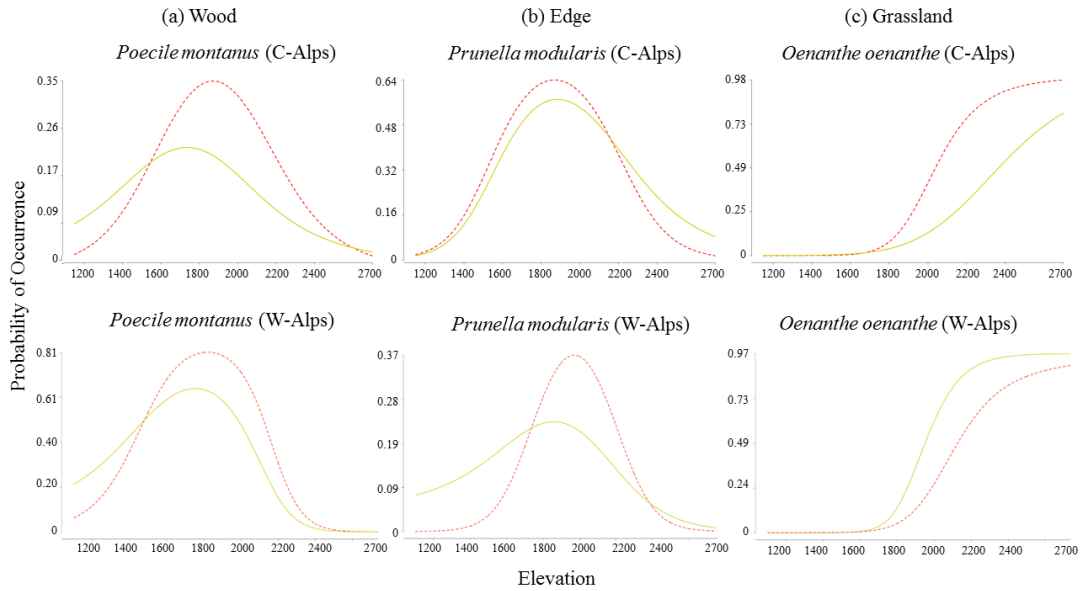 (a) Wood
(b) Edge
(c) Grassland
Poecile montanus (C-Alps)
Prunella modularis (C-Alps)
Oenanthe oenanthe (C-Alps)
0.35
0.26
0.17
0.09
0
1200 1400 1600 1800 2000 2200 2400 2700
0.64
0.48
0.32
0.16
0
1200 1400 1600 1800 2000 2200 2400 2700
0.98
0.73
0.49
0.25
0
1200 1400 1600 1800 2000 2200 2400 2700
Probability of Occurrence
Poecile montanus (W-Alps)
Prunella modularis (W-Alps)
Oenanthe oenanthe (W-Alps)
0.81
0.61
0.40
0.20
0
1200 1400 1600 1800 2000 2200 2400 2700
0.37
0.28
0.19
0.09
0
1200 1400 1600 1800 2000 2200 2400 2700
0.97
0.73
0.49
0.24
0
1200 1400 1600 1800 2000 2200 2400 2700
Elevation